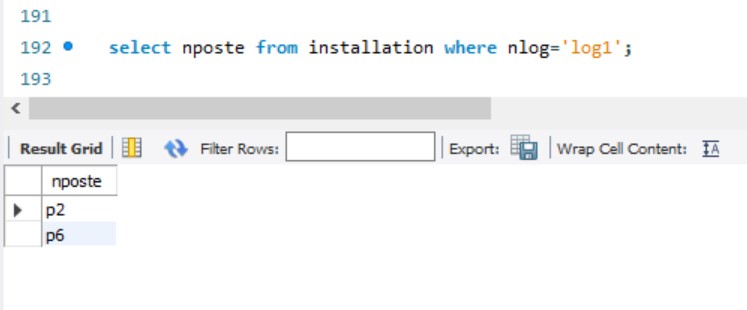 191
192 select nposte from installation where nlog='log1';
193
Result Grid Filter Rows: Export: Wrap Cell Content: IA
nposte
p2
p6